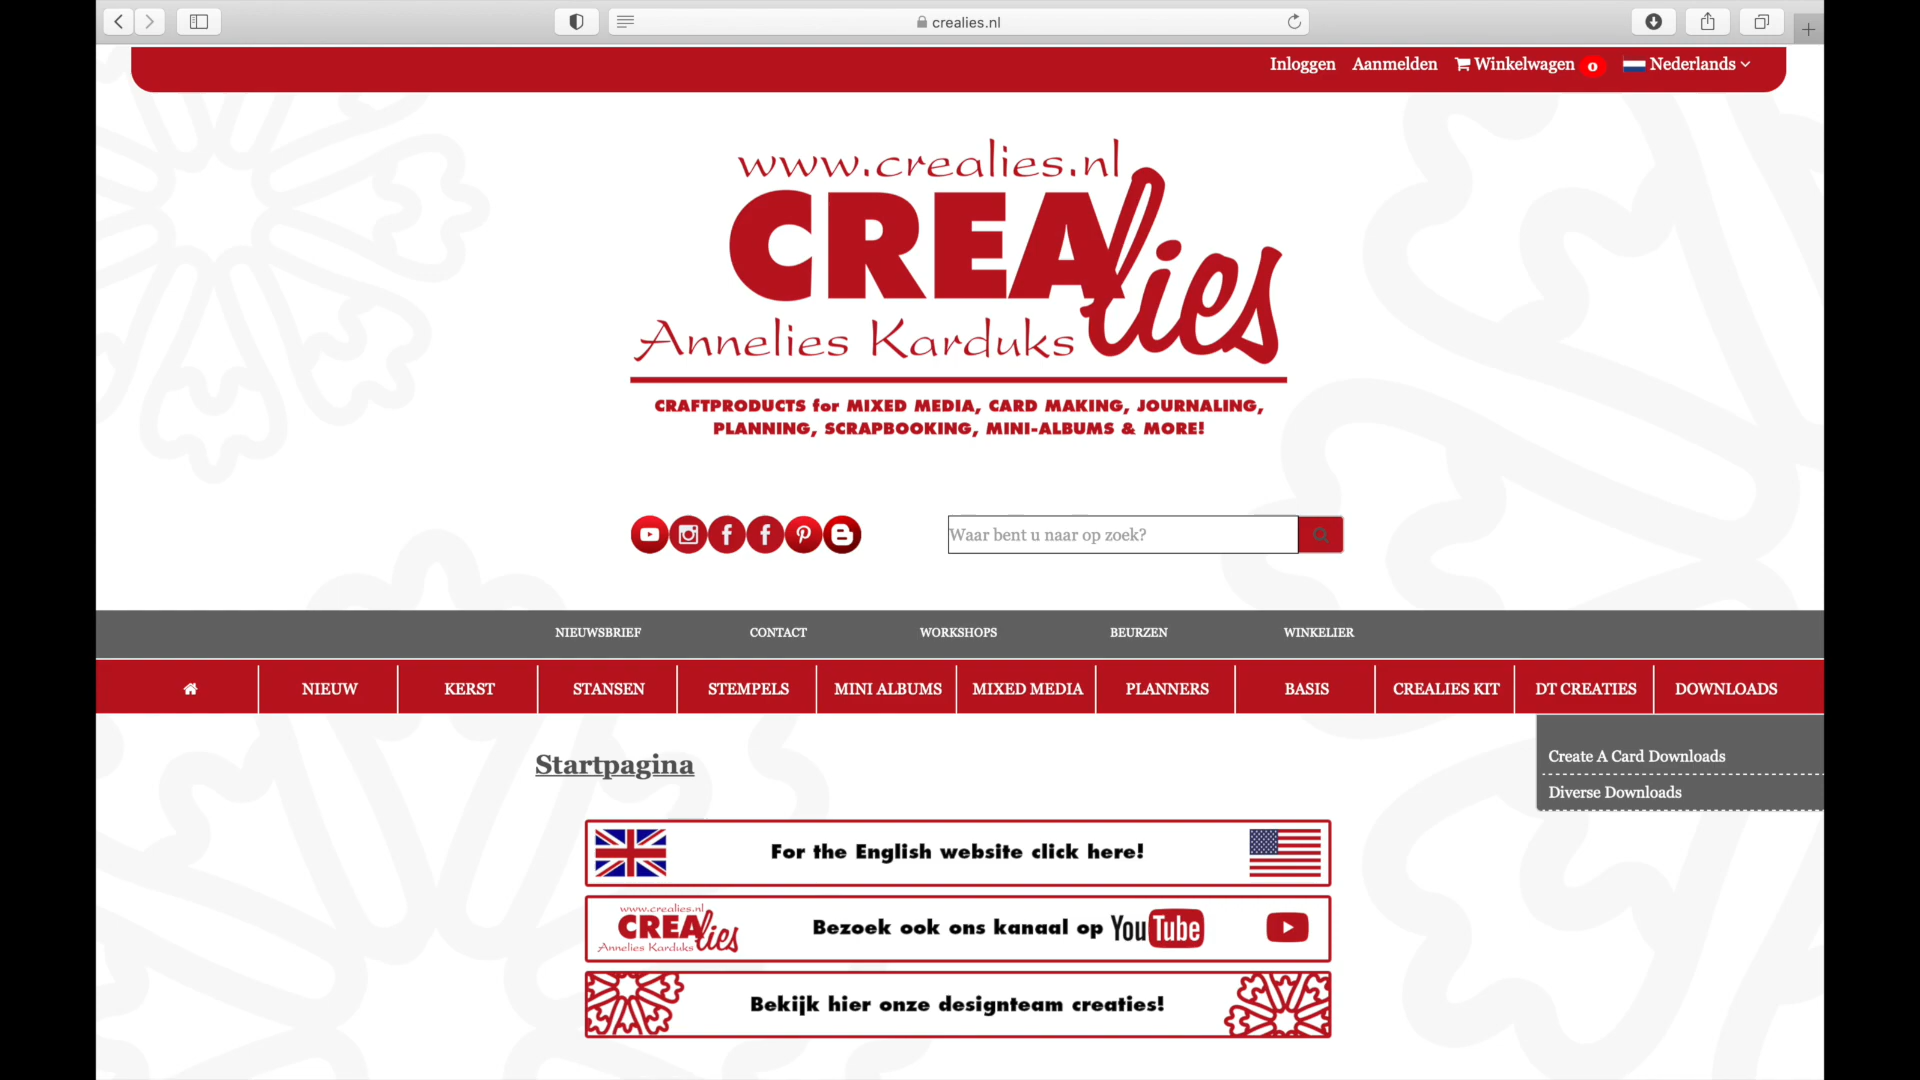 crealies.nl
Inloggen Aanmelden Winkelwagen 0 Nederlands
www.crealies.nl
CREAlies
Annelies Karduks
CRAFTPRODUCTS for MIXED MEDIA, CARD MAKING, JOURNALING,
PLANNING, SCRAPBOOKING, MINI-ALBUMS & MORE!
Waar bent u naar op zoek?
NIEUWSBRIEF CONTACT WORKSHOPS BEURZEN WINKELIER
NIEUW KERST STANSEN STEMPELS MINI ALBUMS MIXED MEDIA PLANNERS BASIS CREALIES KIT DT CREATIES DOWNLOADS
Create A Card Downloads
Diverse Downloads
Startpagina
For the English website click here!
www.crealies.nl
CREAlies
Annelies Karduks
Bezoek ook ons kanaal op YouTube
Bekijk hier onze designteam creaties!